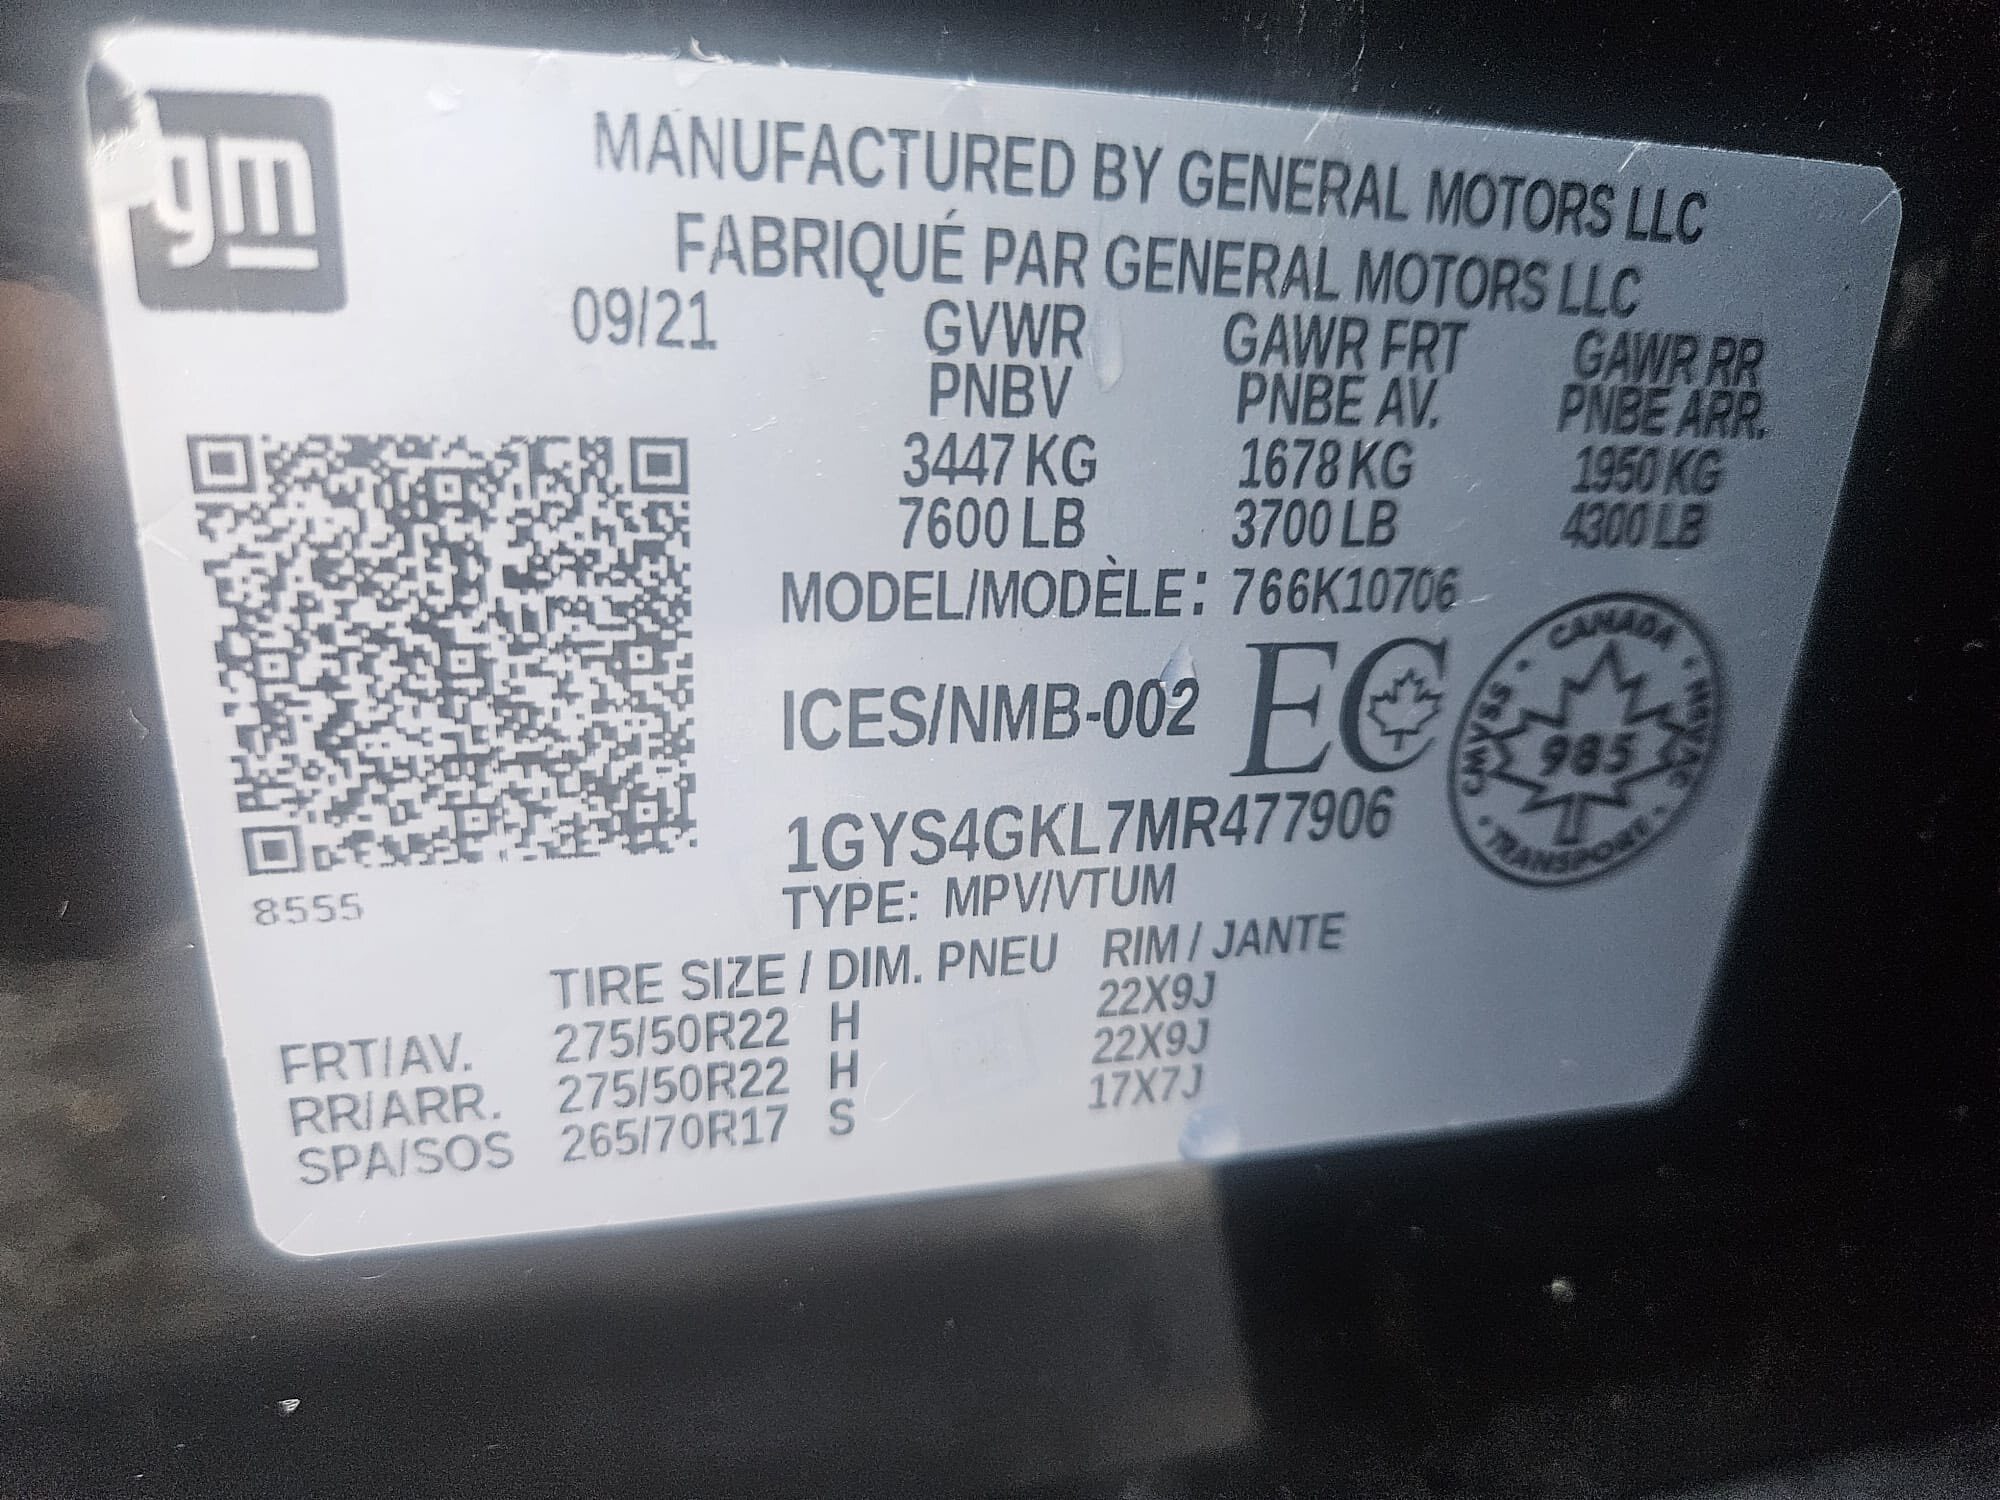 gm
MANUFACTURED BY GENERAL MOTORS LLC
FABRIQUÉ PAR GENERAL MOTORS LLC
09/21 GVWR GAWR FRT GAWR RR
PNBV PNBE AV. PNBE ARR.
3447 KG 1678 KG 1950 KG
7600 LB 3700 LB 4300 LB
MODEL/MODÈLE: 766K10706
ICES/NMB-002 EC
CANADA
CMVSS 985 NSVAC
TRANSPORT
1GYS4GKL7MR477906
TYPE: MPV/VTUM
8555
TIRE SIZE / DIM. PNEU RIM / JANTE
FRT/AV. 275/50R22 H 22X9J
RR/ARR. 275/50R22 H 22X9J
SPA/SOS 265/70R17 S 17X7J